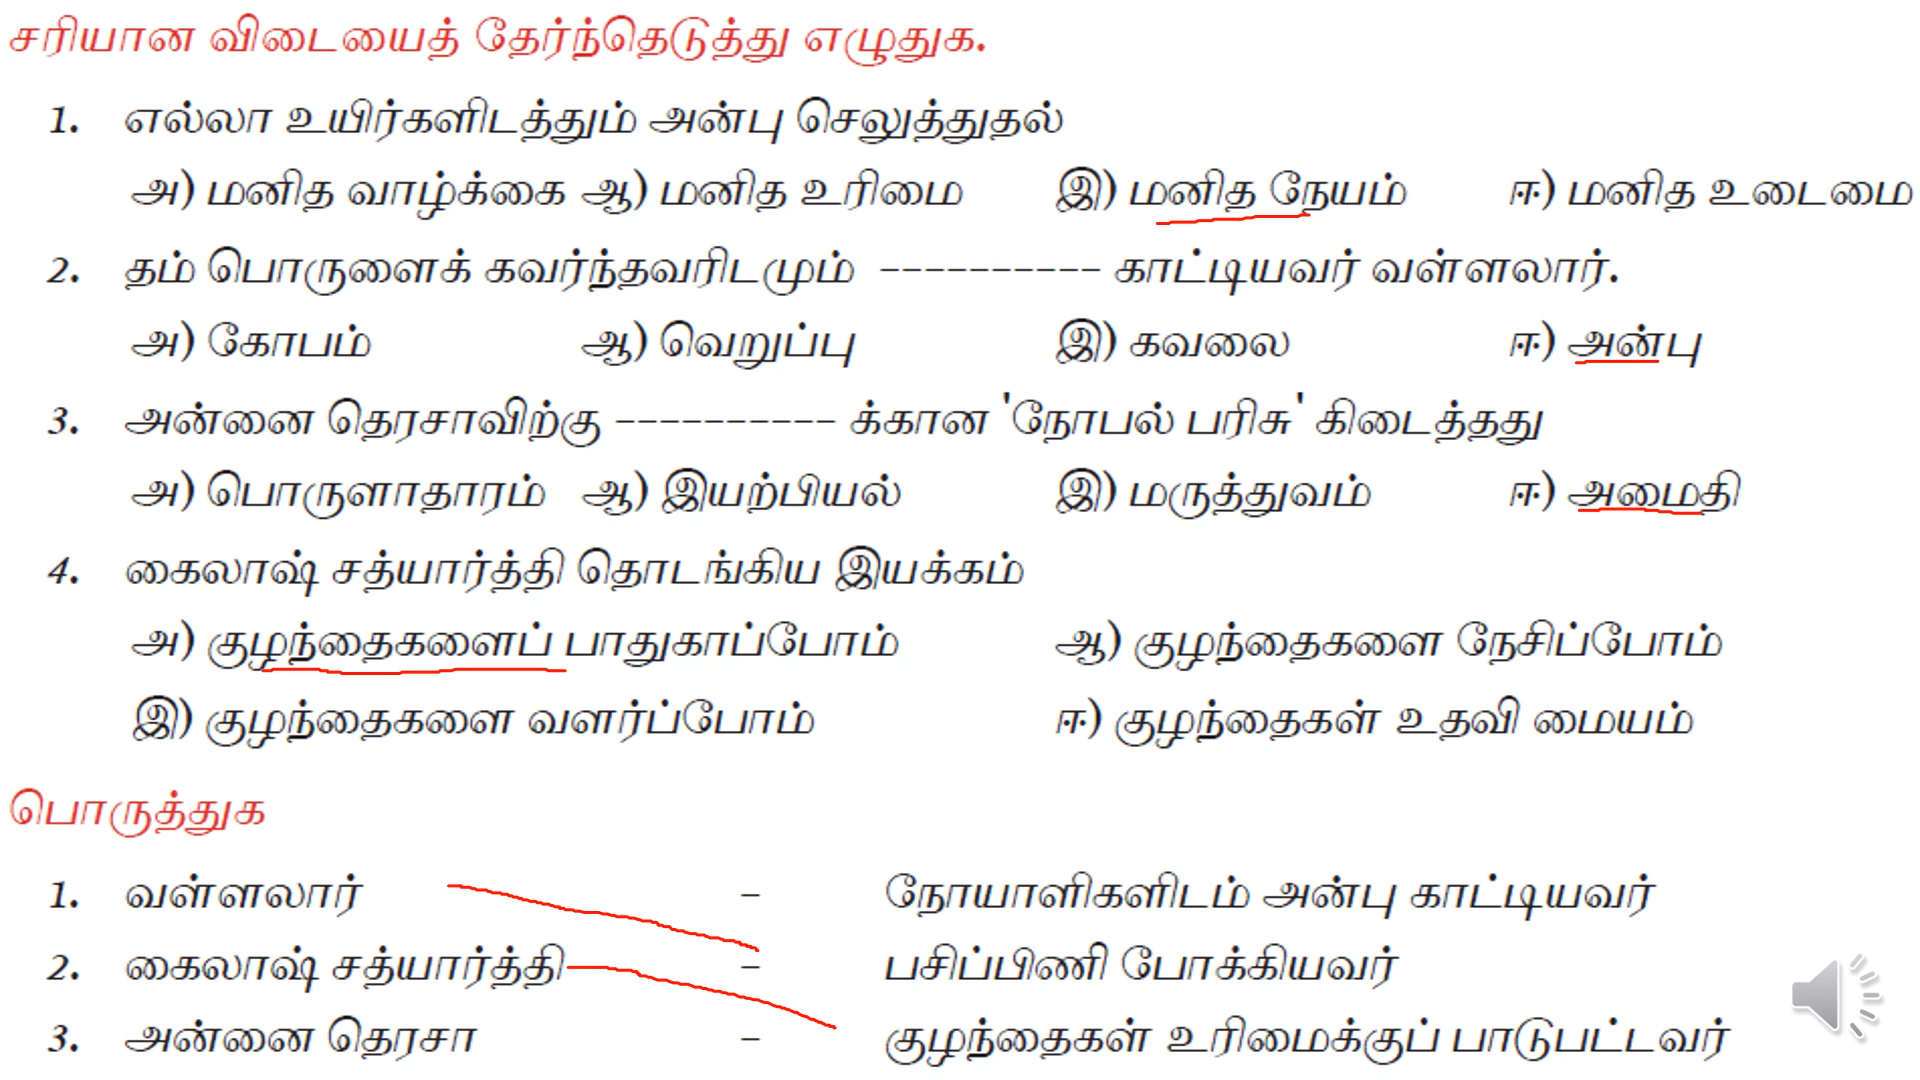 சரியான விடையைத் தேர்ந்தெடுத்து எழுதுக.
1. எல்லா உயிர்களிடத்தும் அன்பு செலுத்துதல்
அ) மனித வாழ்க்கை ஆ) மனித உரிமை இ) மனித நேயம் ஈ) மனித உடைமை
2. தம் பொருளைக் கவர்ந்தவரிடமும் ---------- காட்டியவர் வள்ளலார்.
அ) கோபம் ஆ) வெறுப்பு இ) கவலை ஈ) அன்பு
3. அன்னை தெரசாவிற்கு ---------- க்கான 'நோபல் பரிசு' கிடைத்தது
அ) பொருளாதாரம் ஆ) இயற்பியல் இ) மருத்துவம் ஈ) அமைதி
4. கைலாஷ் சத்யார்த்தி தொடங்கிய இயக்கம்
அ) குழந்தைகளைப் பாதுகாப்போம் ஆ) குழந்தைகளை நேசிப்போம்
இ) குழந்தைகளை வளர்ப்போம் ஈ) குழந்தைகள் உதவி மையம்
பொருத்துக
1. வள்ளலார் - நோயாளிகளிடம் அன்பு காட்டியவர்
2. கைலாஷ் சத்யார்த்தி - பசிப்பிணி போக்கியவர்
3. அன்னை தெரசா - குழந்தைகள் உரிமைக்குப் பாடுபட்டவர்